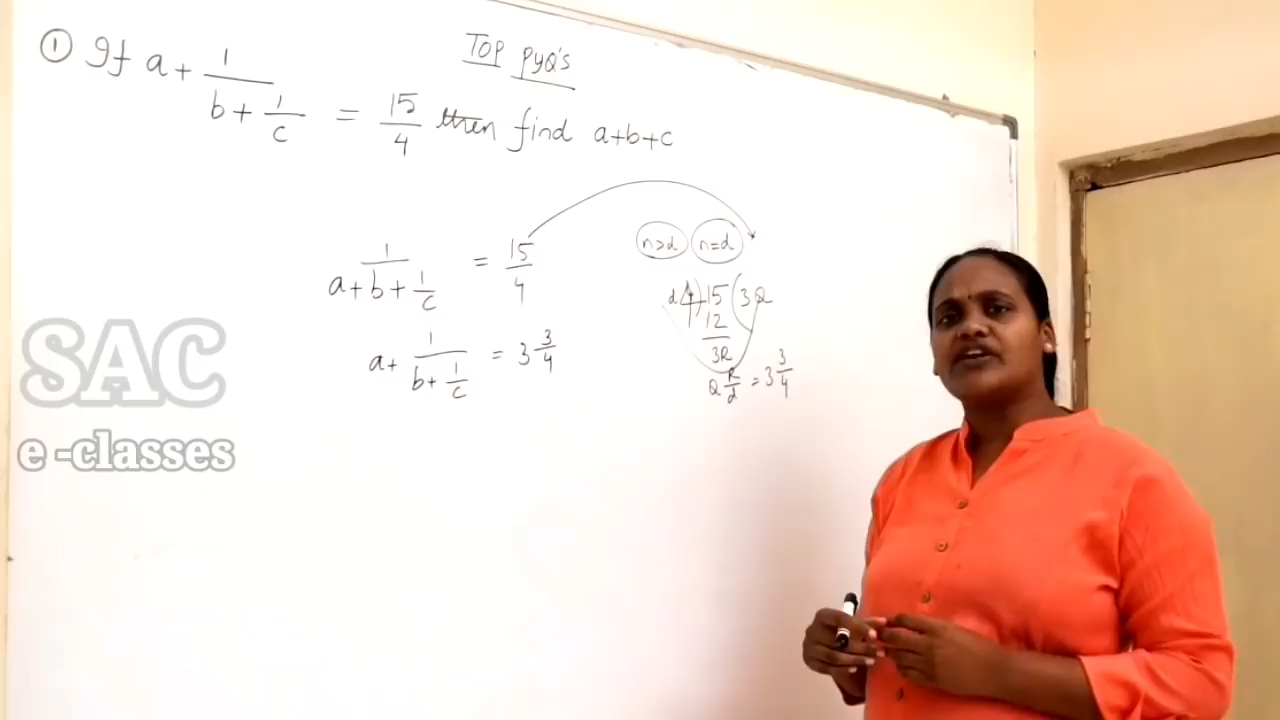 TOP PYQ'S
① If a + 1/(b + 1/c) = 15/4 then find a+b+c
n>d n=d
a + 1/(b + 1/c) = 15/4
d 4) 15 (3Q
12
3R
a + 1/(b + 1/c) = 3 3/4
Q R/d = 3 3/4
SAC
e -classes